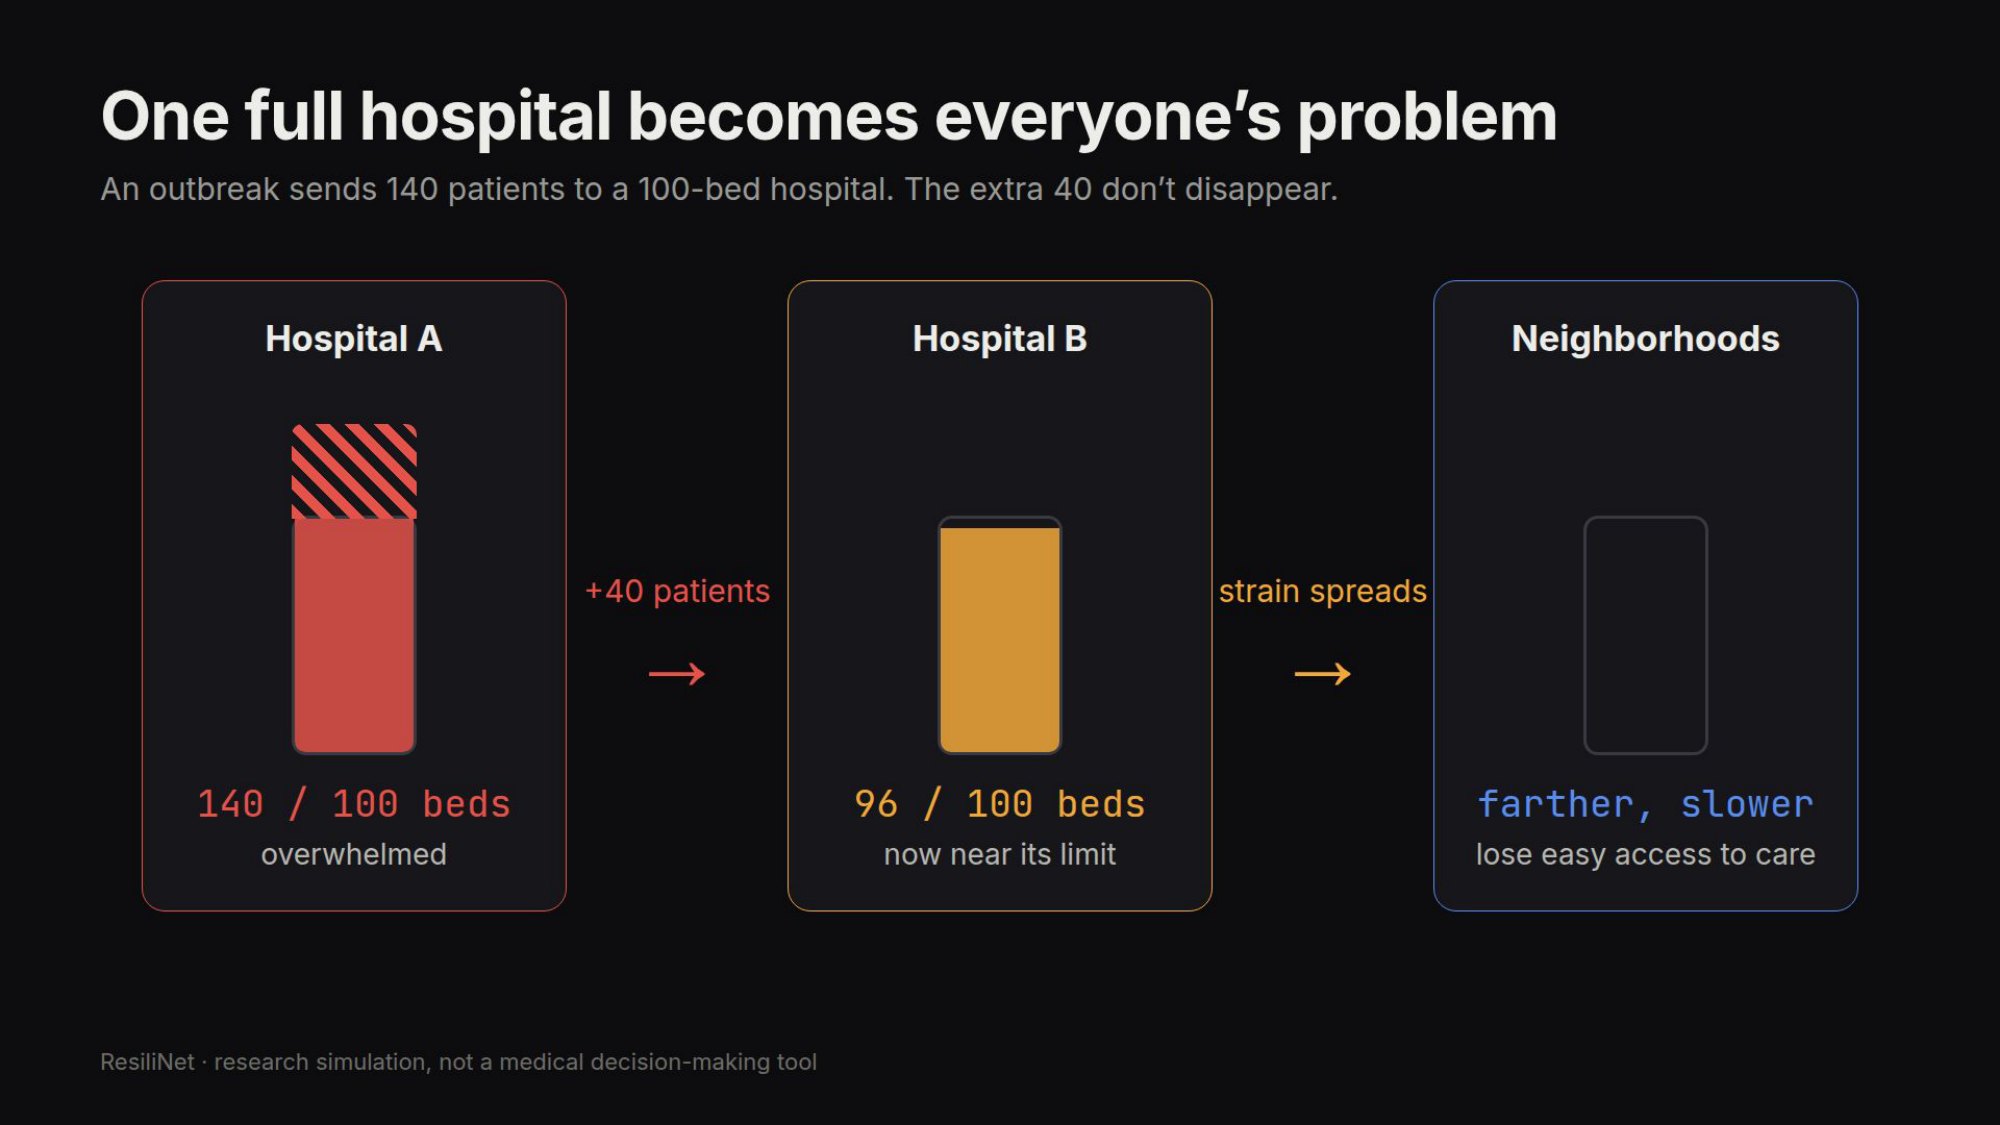 One full hospital becomes everyone’s problem
An outbreak sends 140 patients to a 100-bed hospital. The extra 40 don’t disappear.
Hospital A
140 / 100 beds
overwhelmed
+40 patients
→
Hospital B
96 / 100 beds
now near its limit
strain spreads
→
Neighborhoods
farther, slower
lose easy access to care
ResiliNet · research simulation, not a medical decision-making tool